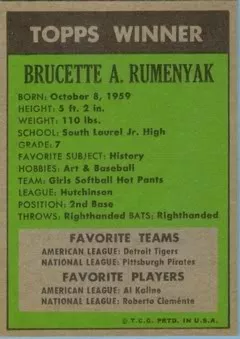 TOPPS WINNER
BRUCETTE A. RUMENYAK
BORN: October 8, 1959
HEIGHT: 5 ft. 2 in.
WEIGHT: 110 lbs.
SCHOOL: South Laurel Jr. High
GRADE: 7
FAVORITE SUBJECT: History
HOBBIES: Art & Baseball
TEAM: Girls Softball Hot Pants
LEAGUE: Hutchinson
POSITION: 2nd Base
THROWS: Righthanded BATS: Righthanded
FAVORITE TEAMS
AMERICAN LEAGUE: Detroit Tigers
NATIONAL LEAGUE: Pittsburgh Pirates
FAVORITE PLAYERS
AMERICAN LEAGUE: Al Kaline
NATIONAL LEAGUE: Roberto Clemente
© T.C.G. PRTD. IN U.S.A.